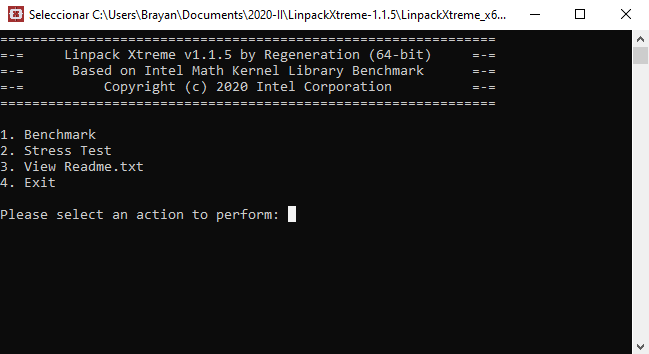 Seleccionar C:\Users\Brayan\Documents\2020-II\LinpackXtreme-1.1.5\LinpackXtreme_x6...
==============================================================
=-=     Linpack Xtreme v1.1.5 by Regeneration (64-bit)     =-=
=-=      Based on Intel Math Kernel Library Benchmark      =-=
=-=          Copyright (c) 2020 Intel Corporation          =-=
==============================================================
1. Benchmark
2. Stress Test
3. View Readme.txt
4. Exit
Please select an action to perform: